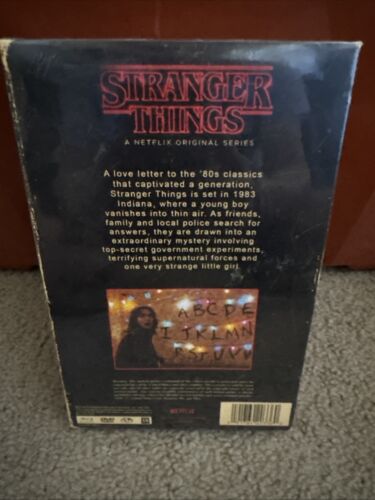 STRANGER
THINGS
A NETFLIX ORIGINAL SERIES
A love letter to the '80s classics
that captivated a generation,
Stranger Things is set in 1983
Indiana, where a young boy
vanishes into thin air. As friends,
family and local police search for
answers, they are drawn into an
extraordinary mystery involving
top-secret government experiments,
terrifying supernatural forces and
one very strange little girl.
A B C D E
I J K L M N
R S T U V W
NETFLIX